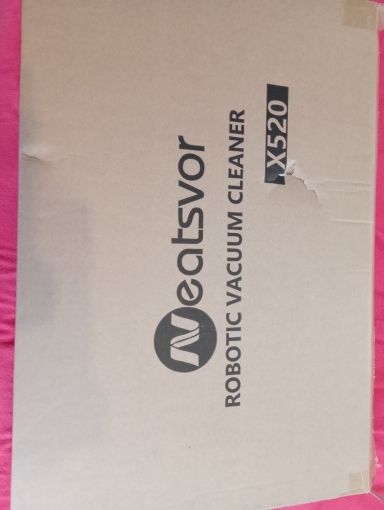 Neatsvor
ROBOTIC VACUUM CLEANER
X520